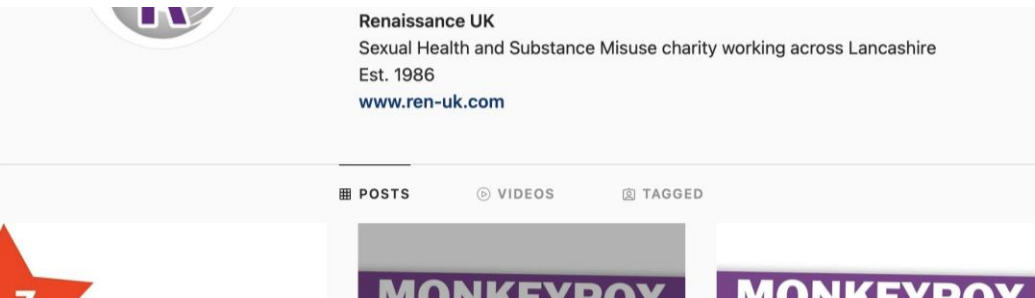 Renaissance UK
Sexual Health and Substance Misuse charity working across Lancashire
Est. 1986
www.ren-uk.com
POSTS VIDEOS TAGGED
7
MONKEYPOX MONKEYPOX